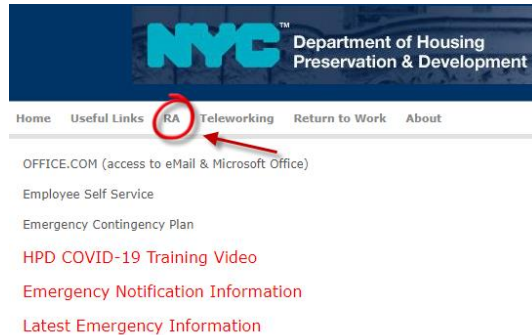 NYC™
Department of Housing
Preservation & Development
Home Useful Links RA Teleworking Return to Work About
OFFICE.COM (access to eMail & Microsoft Office)
Employee Self Service
Emergency Contingency Plan
HPD COVID-19 Training Video
Emergency Notification Information
Latest Emergency Information